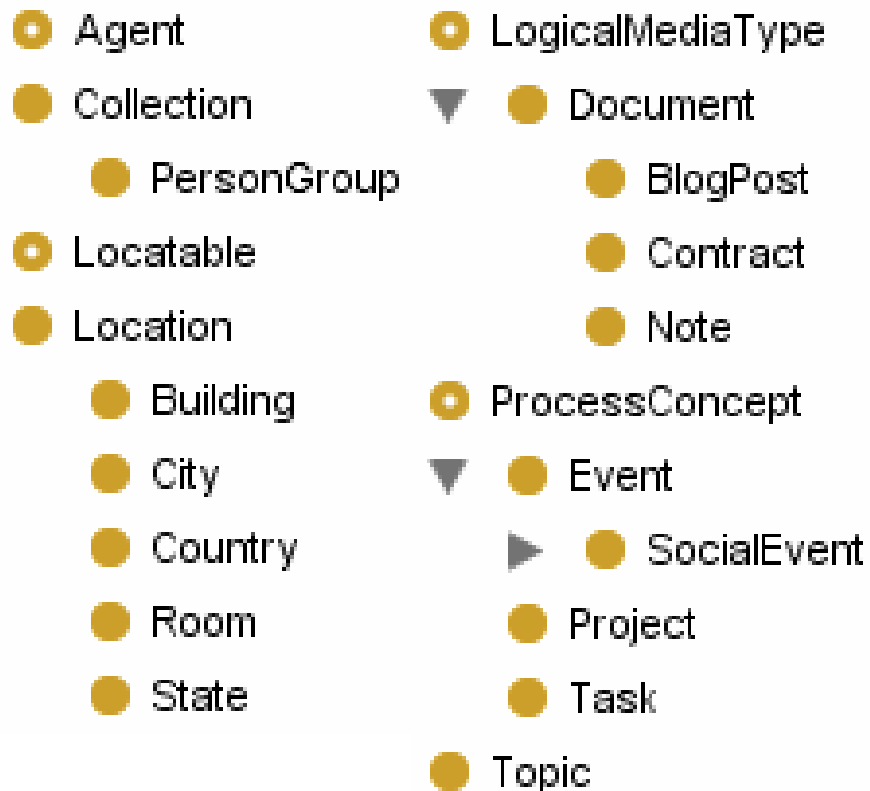 Agent
Collection
PersonGroup
Locatable
Location
Building
City
Country
Room
State
LogicalMediaType
Document
BlogPost
Contract
Note
ProcessConcept
Event
SocialEvent
Project
Task
Topic